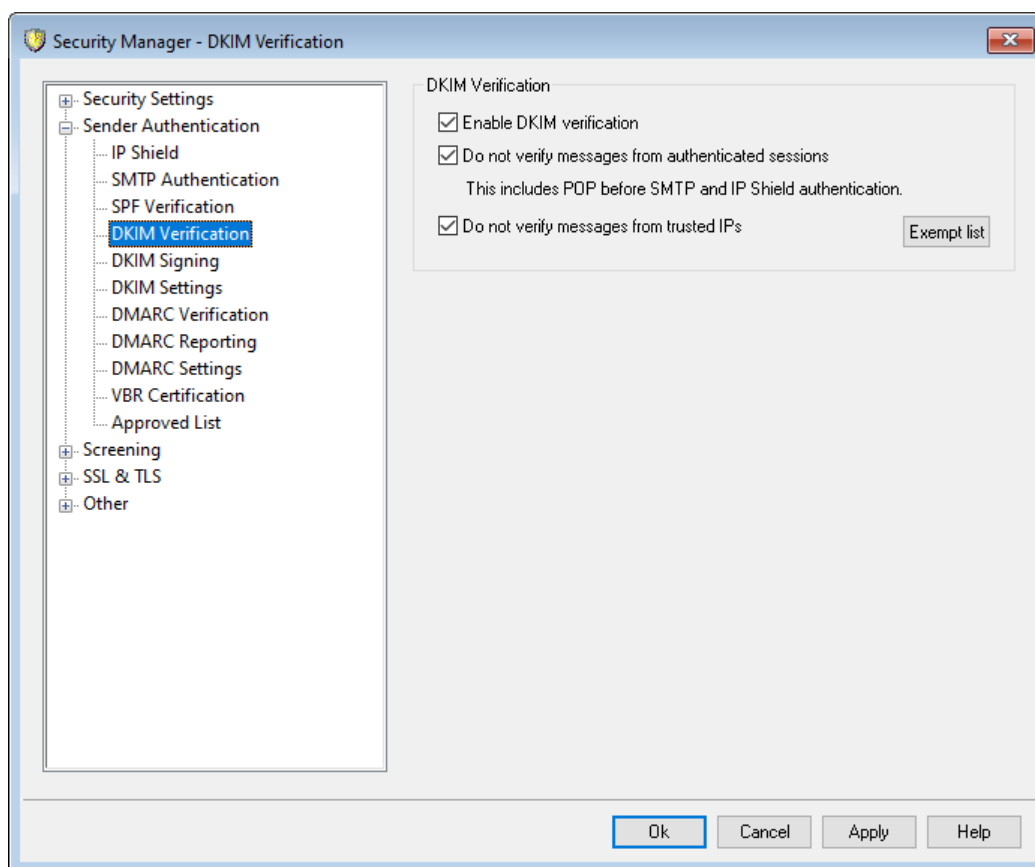 Security Manager - DKIM Verification
Security Settings
Sender Authentication
IP Shield
SMTP Authentication
SPF Verification
DKIM Verification
DKIM Signing
DKIM Settings
DMARC Verification
DMARC Reporting
DMARC Settings
VBR Certification
Approved List
Screening
SSL & TLS
Other
DKIM Verification
Enable DKIM verification
Do not verify messages from authenticated sessions
This includes POP before SMTP and IP Shield authentication.
Do not verify messages from trusted IPs
Exempt list
Ok
Cancel
Apply
Help